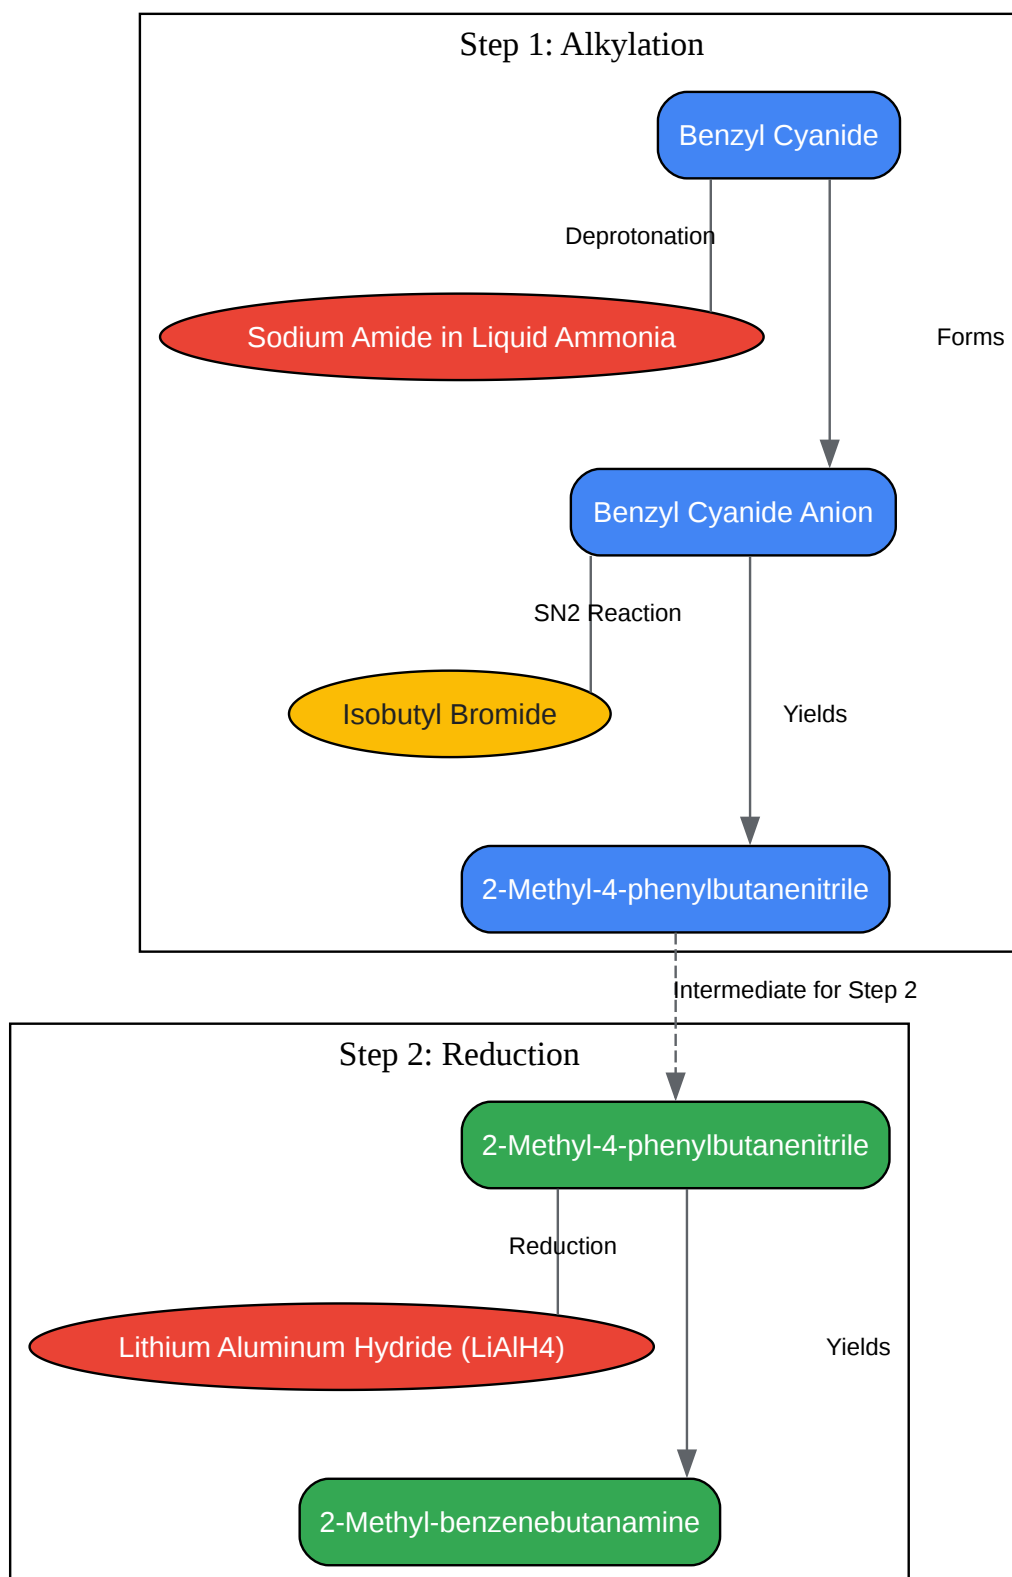 Step 1: Alkylation
Benzyl Cyanide
Deprotonation
Sodium Amide in Liquid Ammonia
Forms
Benzyl Cyanide Anion
SN2 Reaction
Isobutyl Bromide
Yields
2-Methyl-4-phenylbutanenitrile
Intermediate for Step 2
Step 2: Reduction
2-Methyl-4-phenylbutanenitrile
Reduction
Lithium Aluminum Hydride (LiAlH4)
Yields
2-Methyl-benzenebutanamine